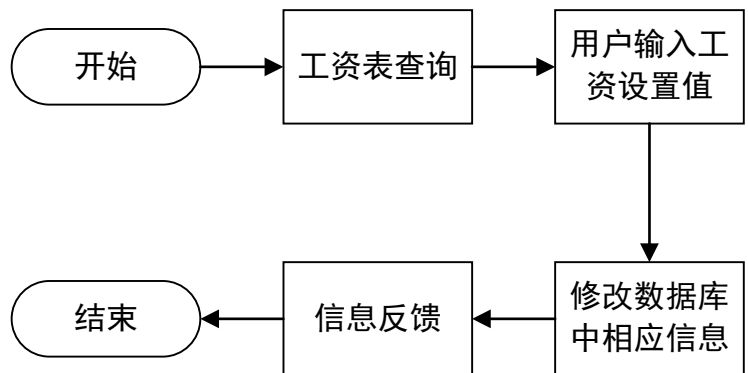 开始
工资表查询
用户输入工
资设置值
修改数据库
中相应信息
信息反馈
结束